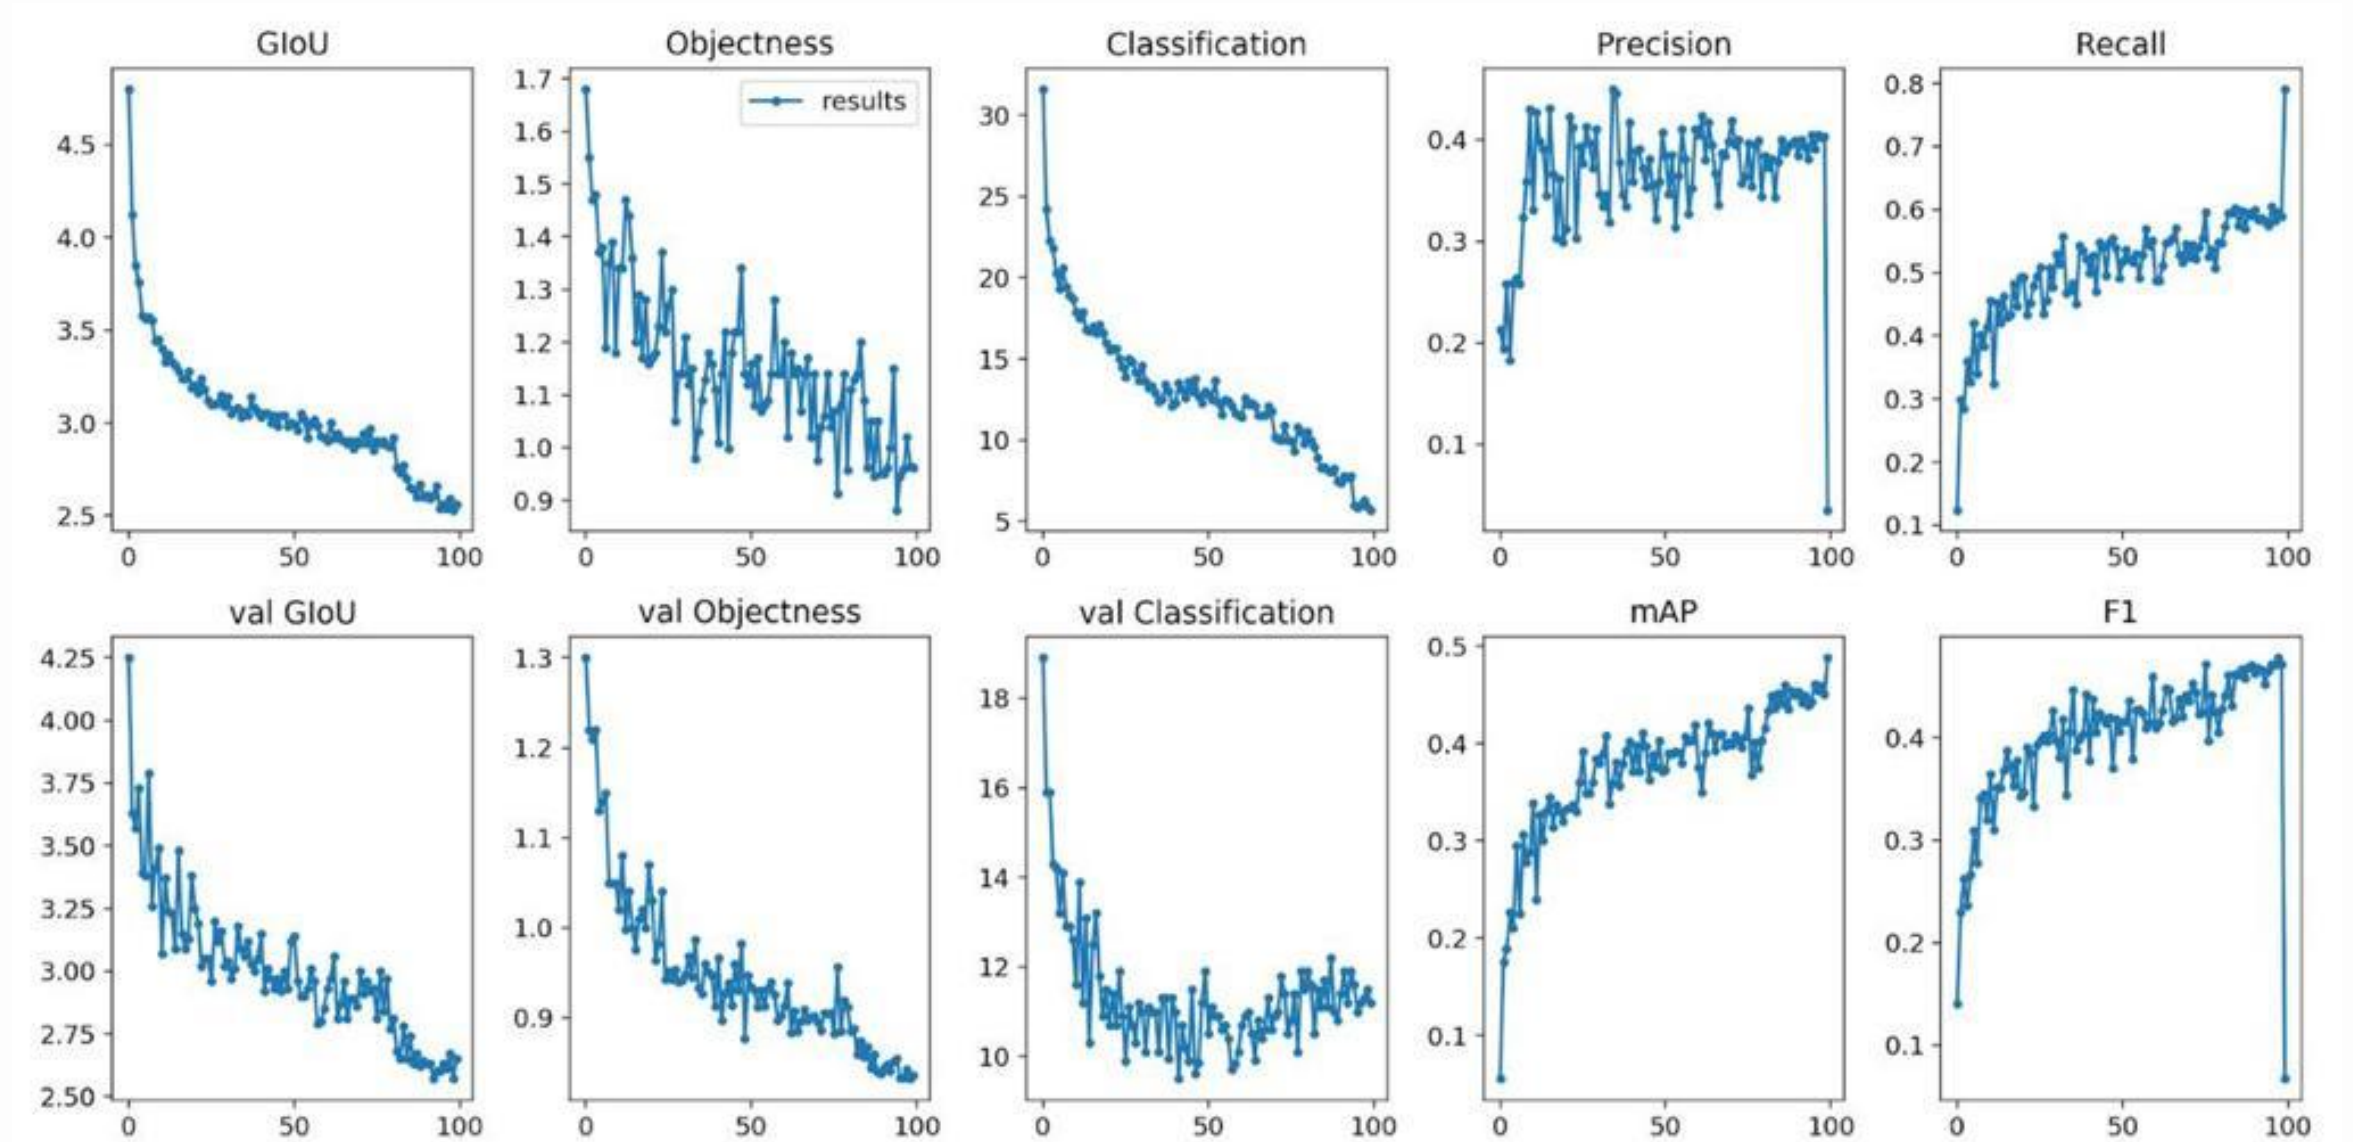 GIoU
Objectness
Classification
Precision
Recall
4.5
4.0
3.5
3.0
2.5
0 50 100
results
1.7
1.6
1.5
1.4
1.3
1.2
1.1
1.0
0.9
0 50 100
30
25
20
15
10
5
0 50 100
0.4
0.3
0.2
0.1
0 50 100
0.8
0.7
0.6
0.5
0.4
0.3
0.2
0.1
0 50 100
val GIoU
val Objectness
val Classification
mAP
F1
4.25
4.00
3.75
3.50
3.25
3.00
2.75
2.50
0 50 100
1.3
1.2
1.1
1.0
0.9
0 50 100
18
16
14
12
10
0 50 100
0.5
0.4
0.3
0.2
0.1
0 50 100
0.4
0.3
0.2
0.1
0 50 100